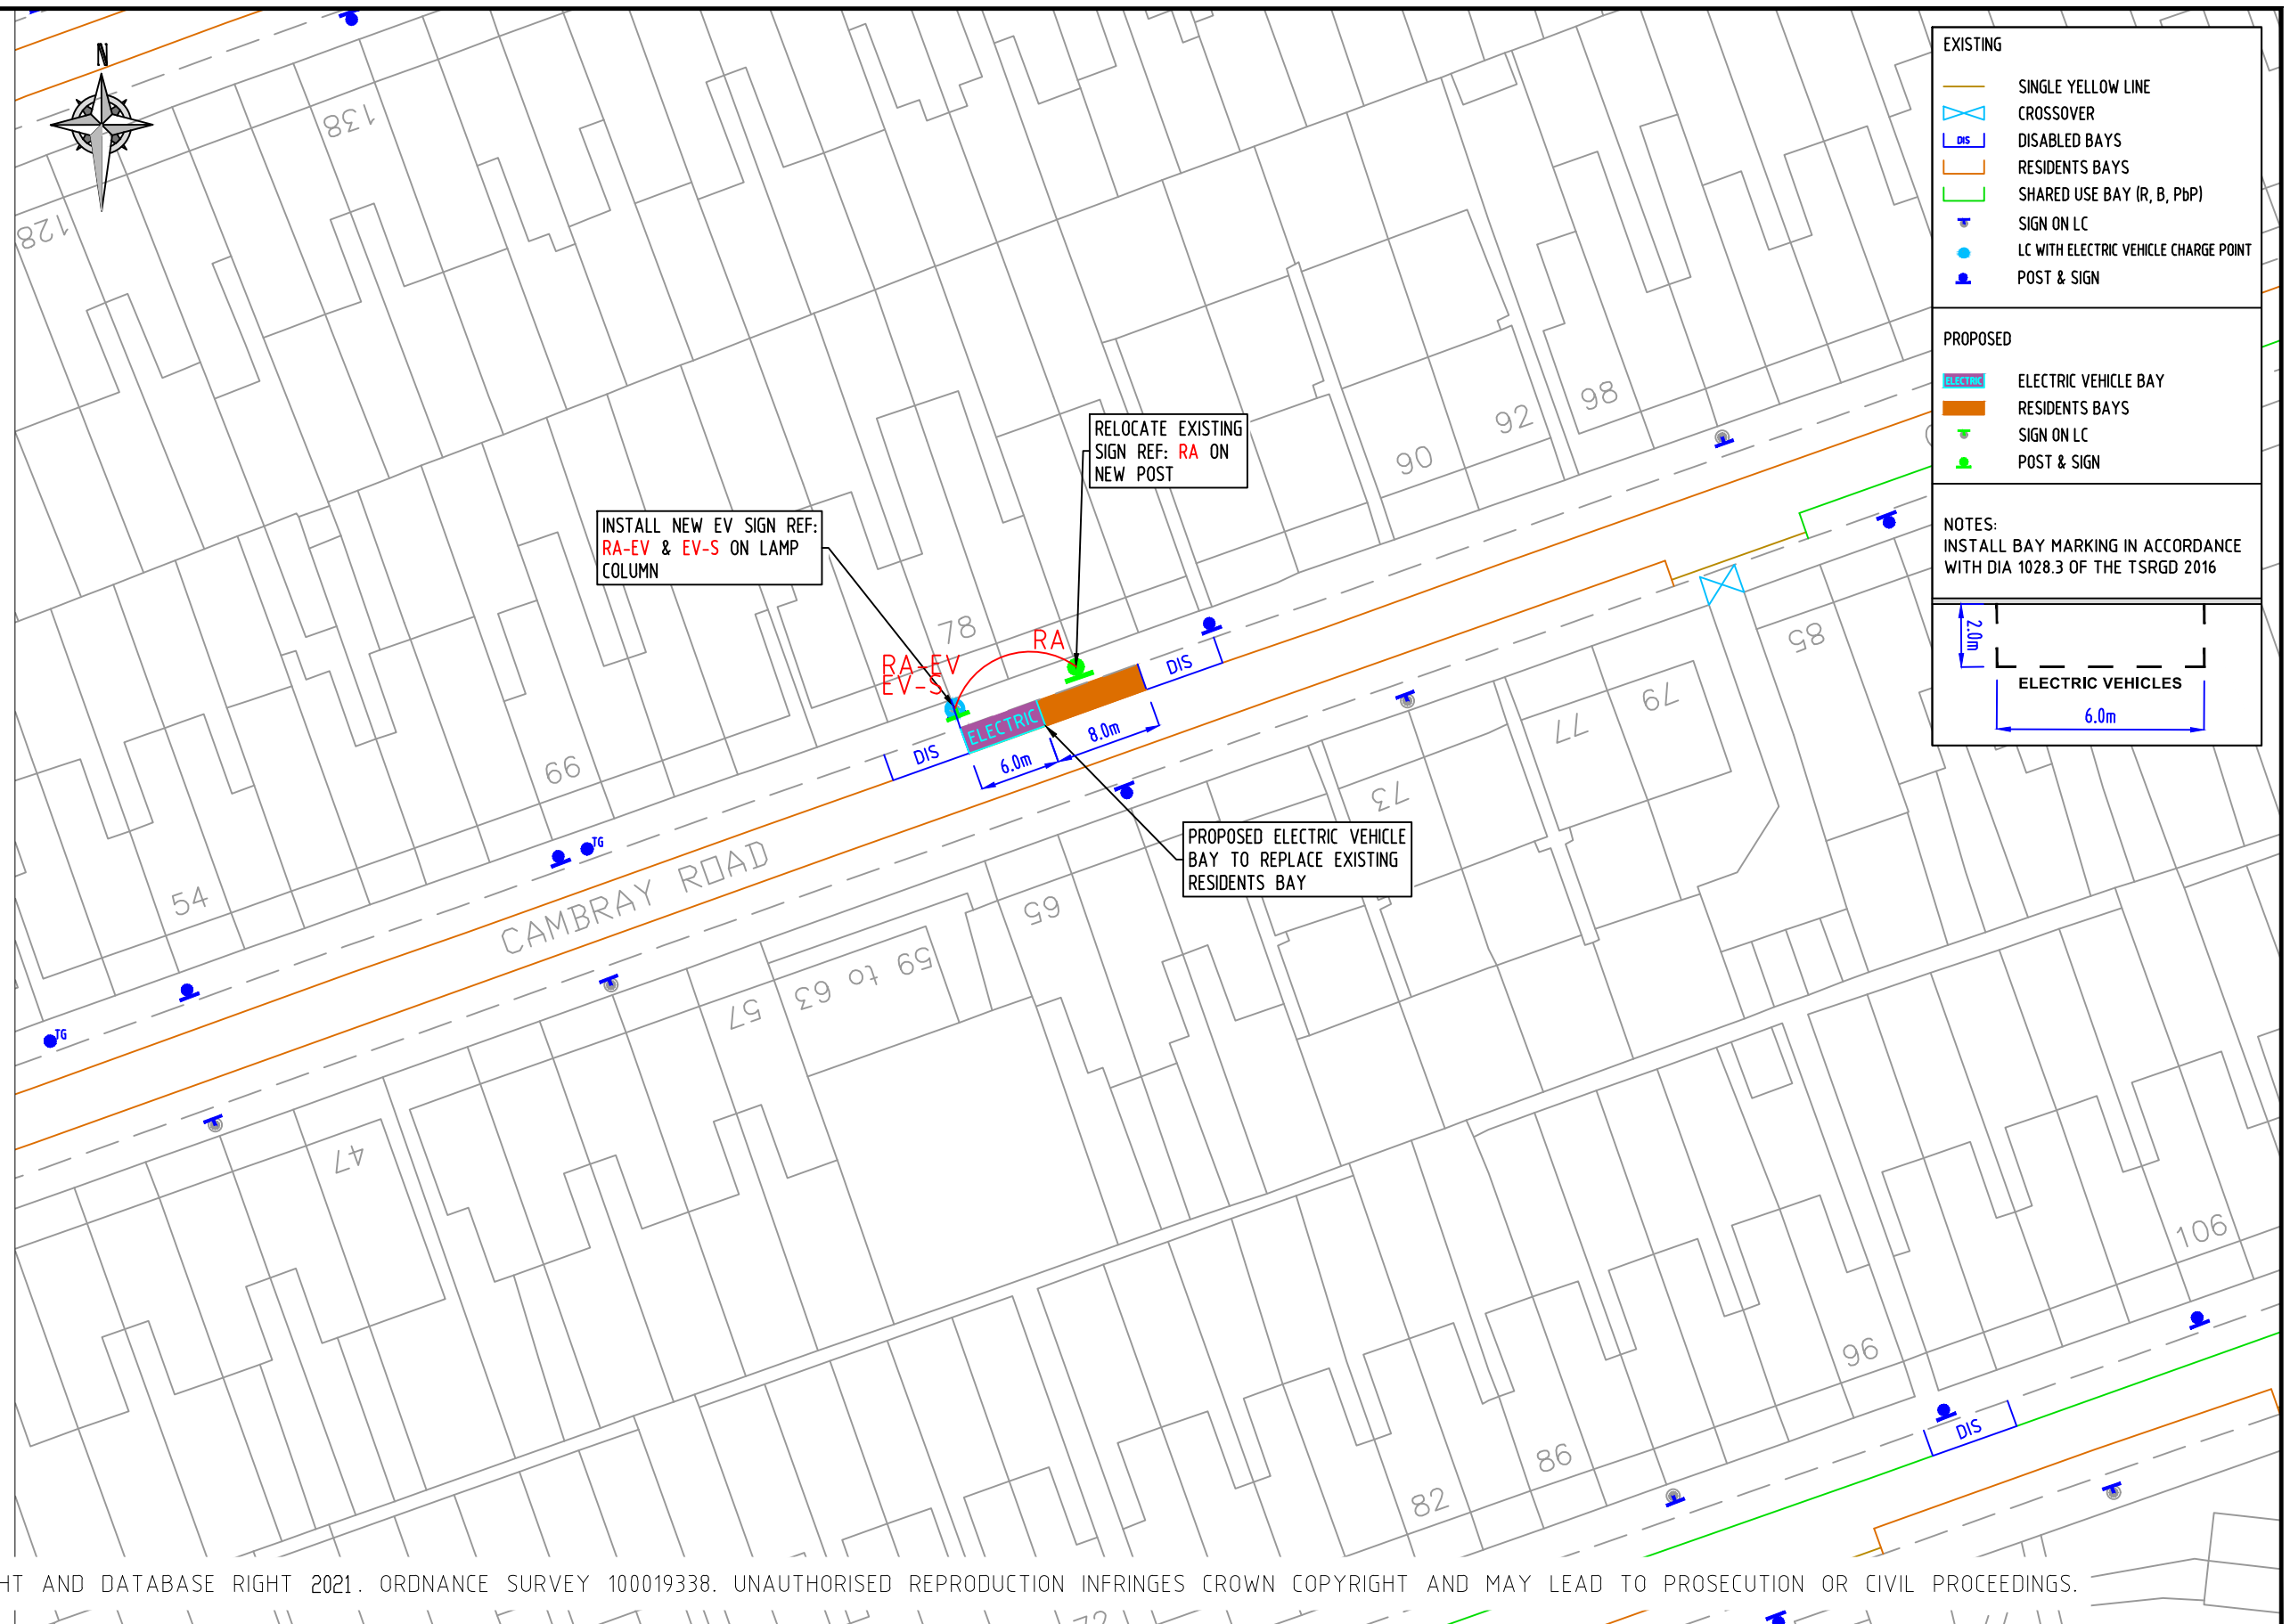 N
138
128
EXISTING
SINGLE YELLOW LINE
CROSSOVER
DIS
DISABLED BAYS
RESIDENTS BAYS
SHARED USE BAY (R, B, PbP)
SIGN ON LC
LC WITH ELECTRIC VEHICLE CHARGE POINT
POST & SIGN
PROPOSED
ELECTRIC
ELECTRIC VEHICLE BAY
RESIDENTS BAYS
SIGN ON LC
POST & SIGN
NOTES:
INSTALL BAY MARKING IN ACCORDANCE
WITH DIA 1028.3 OF THE TSRGD 2016
2.0m
ELECTRIC VEHICLES
6.0m
RELOCATE EXISTING
SIGN REF: RA ON
NEW POST
98
92
90
INSTALL NEW EV SIGN REF:
RA-EV & EV-S ON LAMP
COLUMN
78
RA
RA-EV
EV-S
DIS
ELECTRIC
DIS
6.0m
8.0m
85
79
77
73
66
TG
PROPOSED ELECTRIC VEHICLE
BAY TO REPLACE EXISTING
RESIDENTS BAY
54
CAMBRAY ROAD
65
59 to 63
57
TG
47
106
96
DIS
86
82
HT AND DATABASE RIGHT 2021. ORDNANCE SURVEY 100019338. UNAUTHORISED REPRODUCTION INFRINGES CROWN COPYRIGHT AND MAY LEAD TO PROSECUTION OR CIVIL PROCEEDINGS.